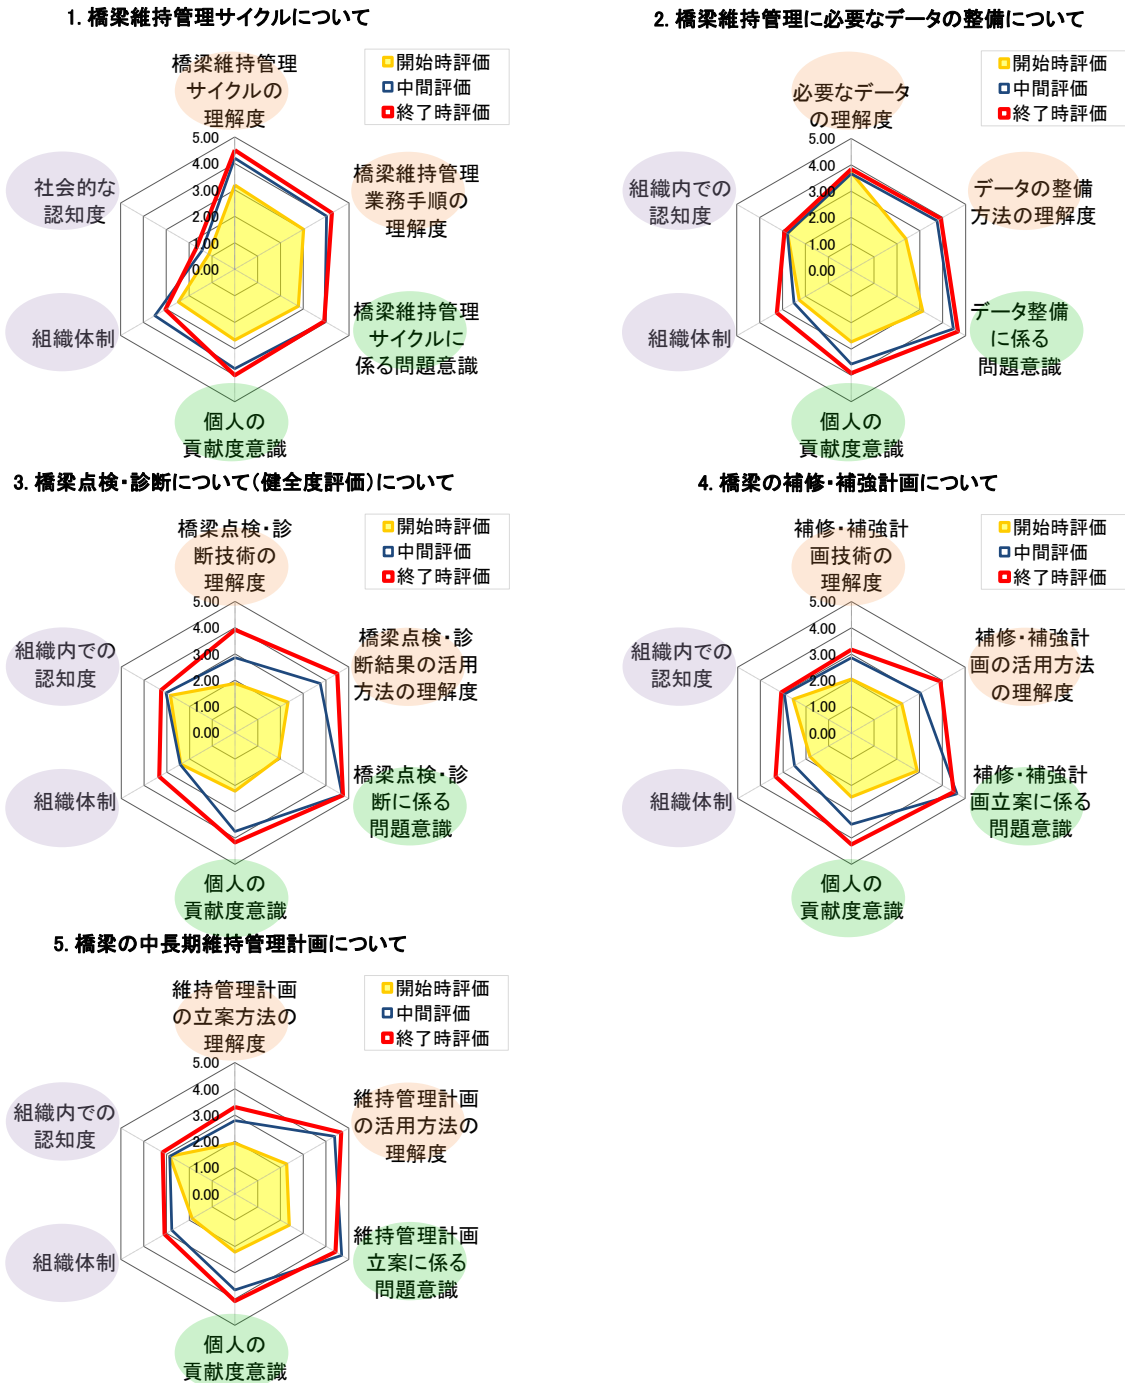 1. 橋梁維持管理サイクルについて
開始時評価
中間評価
終了時評価
橋梁維持管理
サイクルの
理解度
橋梁維持管理
業務手順の
理解度
橋梁維持管理
サイクルに
係る問題意識
個人の
貢献度意識
組織体制
社会的な
認知度
5.00
4.00
3.00
2.00
1.00
0.00
2. 橋梁維持管理に必要なデータの整備について
開始時評価
中間評価
終了時評価
必要なデータ
の理解度
データの整備
方法の理解度
データ整備
に係る
問題意識
個人の
貢献度意識
組織体制
組織内での
認知度
5.00
4.00
3.00
2.00
1.00
0.00
3. 橋梁点検・診断について(健全度評価)について
開始時評価
中間評価
終了時評価
橋梁点検・診
断技術の
理解度
橋梁点検・診
断結果の活用
方法の理解度
橋梁点検・診
断に係る
問題意識
個人の
貢献度意識
組織体制
組織内での
認知度
5.00
4.00
3.00
2.00
1.00
0.00
4. 橋梁の補修・補強計画について
開始時評価
中間評価
終了時評価
補修・補強計
画技術の
理解度
補修・補強計
画の活用方法
の理解度
補修・補強計
画立案に係る
問題意識
個人の
貢献度意識
組織体制
組織内での
認知度
5.00
4.00
3.00
2.00
1.00
0.00
5. 橋梁の中長期維持管理計画について
開始時評価
中間評価
終了時評価
維持管理計画
の立案方法の
理解度
維持管理計画
の活用方法の
理解度
維持管理計画
立案に係る
問題意識
個人の
貢献度意識
組織体制
組織内での
認知度
5.00
4.00
3.00
2.00
1.00
0.00